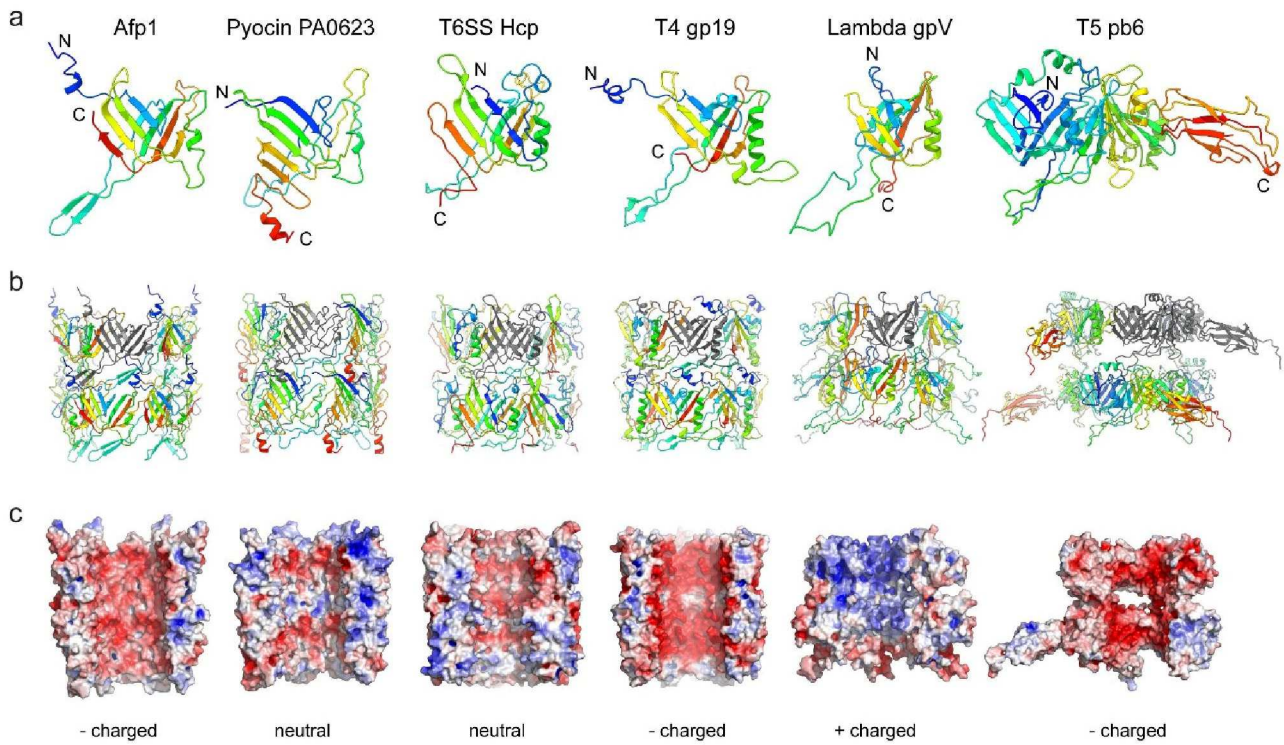 a
Afp1 Pyocin PA0623 T6SS Hcp T4 gp19 Lambda gpV T5 pb6
N N N N N N
C C C C C C
b
c
- charged neutral neutral - charged + charged - charged